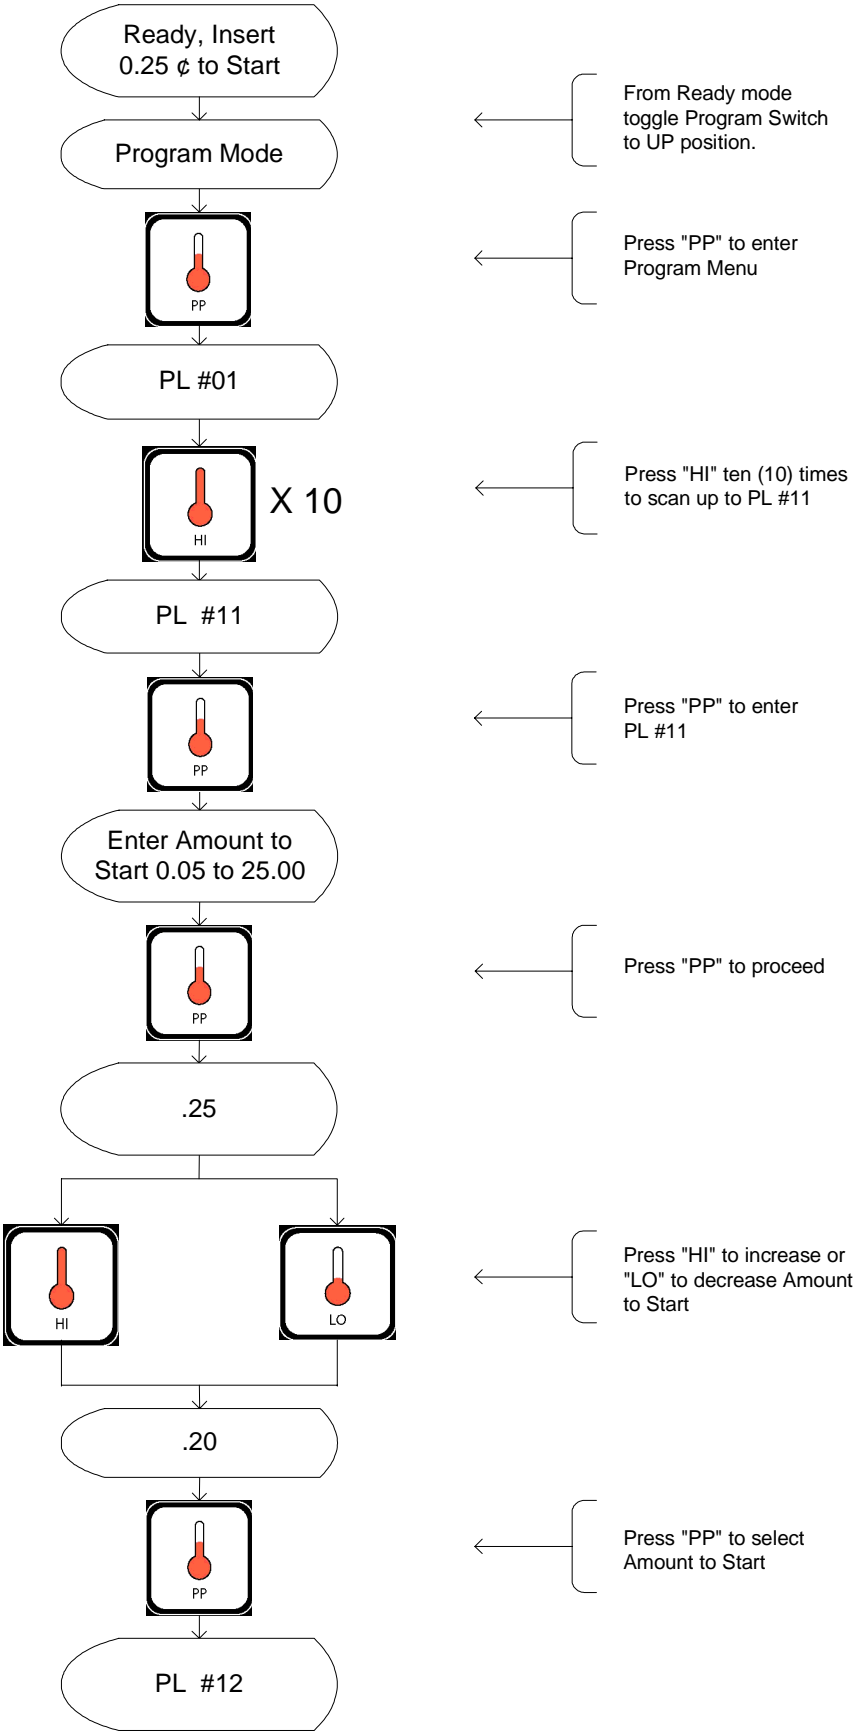 Ready, Insert
0.25 ¢ to Start
From Ready mode
toggle Program Switch
to UP position.
Program Mode
PP
Press "PP" to enter
Program Menu
PL #01
HI
X 10
Press "HI" ten (10) times
to scan up to PL #11
PL #11
PP
Press "PP" to enter
PL #11
Enter Amount to
Start 0.05 to 25.00
PP
Press "PP" to proceed
.25
HI
LO
Press "HI" to increase or
"LO" to decrease Amount
to Start
.20
PP
Press "PP" to select
Amount to Start
PL #12